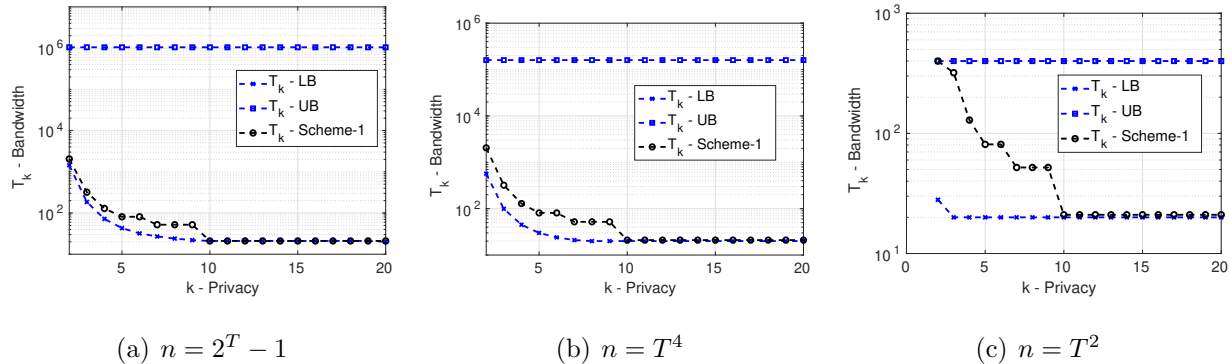 10^6
10^4
10^2
T_k - Bandwidth
T_k - LB
T_k - UB
T_k - Scheme-1
5 10 15 20
k - Privacy
(a) n = 2^T − 1
10^6
10^4
10^2
T_k - Bandwidth
T_k - LB
T_k - UB
T_k - Scheme-1
5 10 15 20
k - Privacy
(b) n = T^4
10^3
10^2
10^1
T_k - Bandwidth
T_k - LB
T_k - UB
T_k - Scheme-1
0 5 10 15 20
k - Privacy
(c) n = T^2